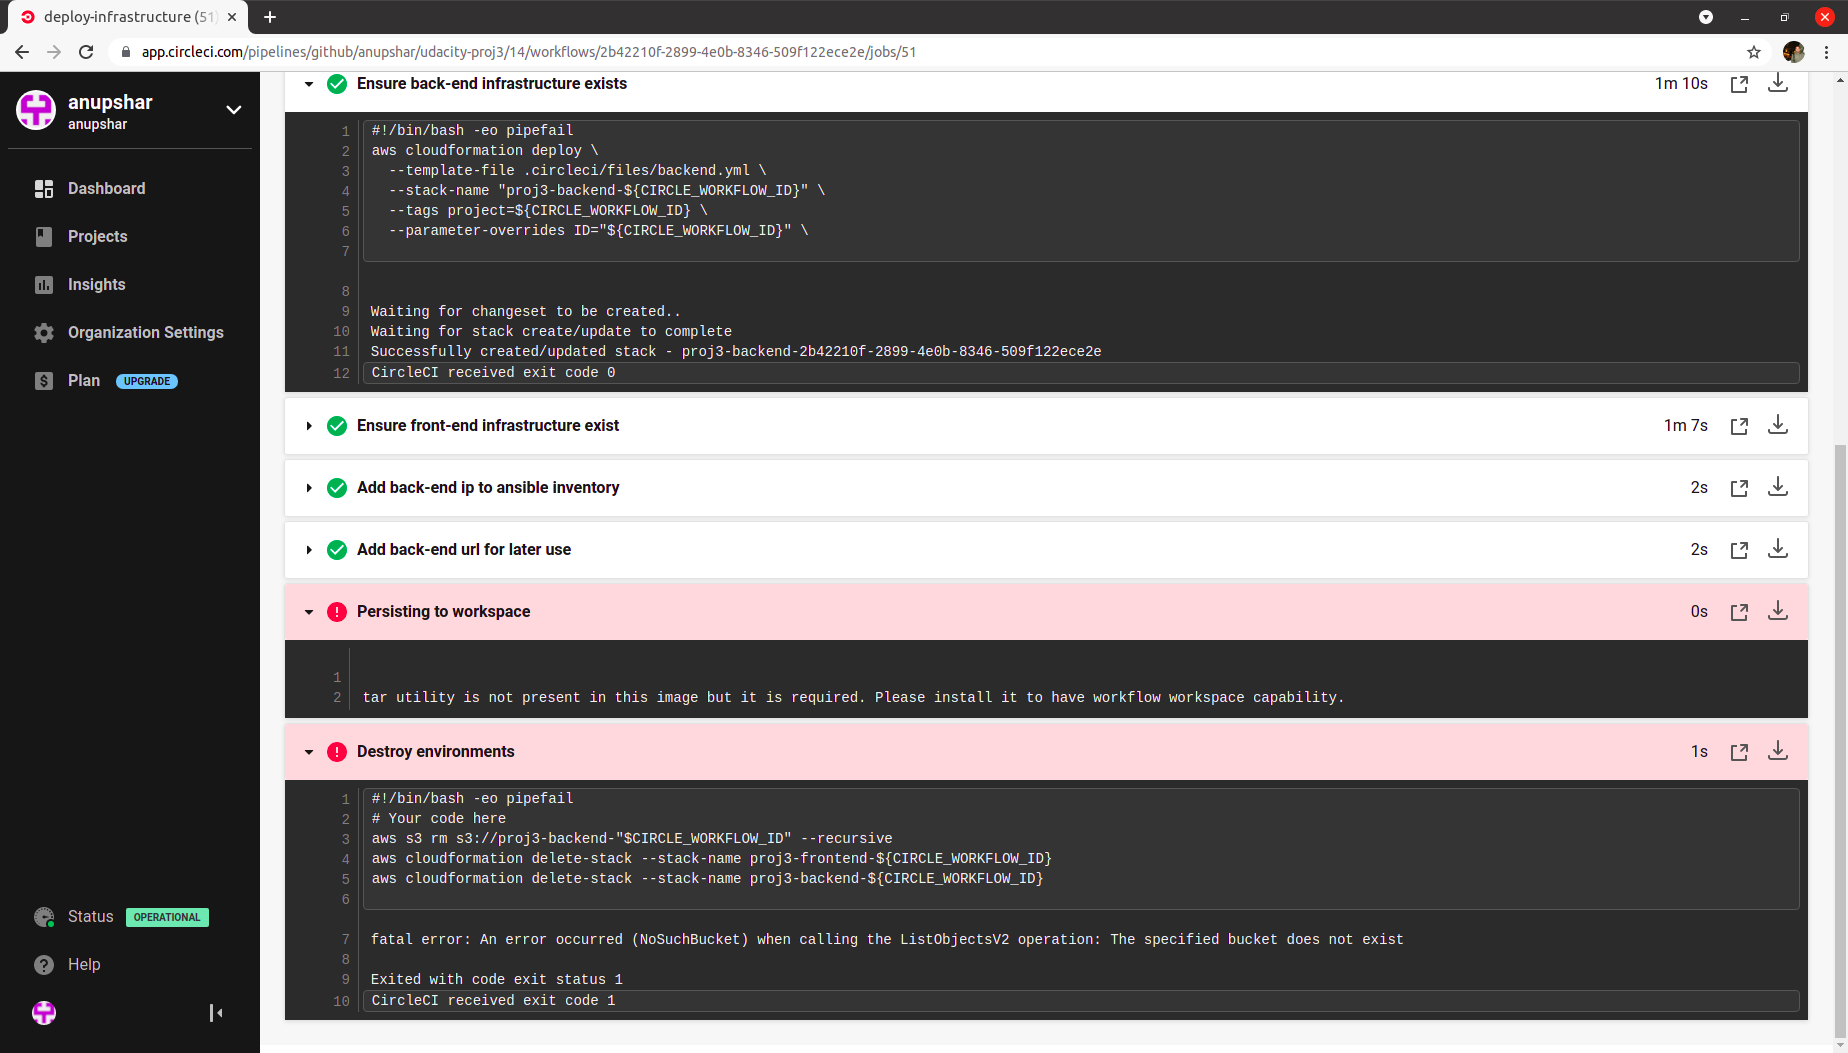 deploy-infrastructure (51)
app.circleci.com/pipelines/github/anupshar/udacity-proj3/14/workflows/2b42210f-2899-4e0b-8346-509f122ece2e/jobs/51
anupshar
anupshar
Dashboard
Projects
Insights
Organization Settings
Plan UPGRADE
Status OPERATIONAL
Help
Ensure back-end infrastructure exists 1m 10s
1 #!/bin/bash -eo pipefail
2 aws cloudformation deploy \
3 --template-file .circleci/files/backend.yml \
4 --stack-name "proj3-backend-${CIRCLE_WORKFLOW_ID}" \
5 --tags project=${CIRCLE_WORKFLOW_ID} \
6 --parameter-overrides ID="${CIRCLE_WORKFLOW_ID}" \
7
8
9 Waiting for changeset to be created..
10 Waiting for stack create/update to complete
11 Successfully created/updated stack - proj3-backend-2b42210f-2899-4e0b-8346-509f122ece2e
12 CircleCI received exit code 0
Ensure front-end infrastructure exist 1m 7s
Add back-end ip to ansible inventory 2s
Add back-end url for later use 2s
Persisting to workspace 0s
1
2 tar utility is not present in this image but it is required. Please install it to have workflow workspace capability.
Destroy environments 1s
1 #!/bin/bash -eo pipefail
2 # Your code here
3 aws s3 rm s3://proj3-backend-"$CIRCLE_WORKFLOW_ID" --recursive
4 aws cloudformation delete-stack --stack-name proj3-frontend-${CIRCLE_WORKFLOW_ID}
5 aws cloudformation delete-stack --stack-name proj3-backend-${CIRCLE_WORKFLOW_ID}
6
7 fatal error: An error occurred (NoSuchBucket) when calling the ListObjectsV2 operation: The specified bucket does not exist
8
9 Exited with code exit status 1
10 CircleCI received exit code 1